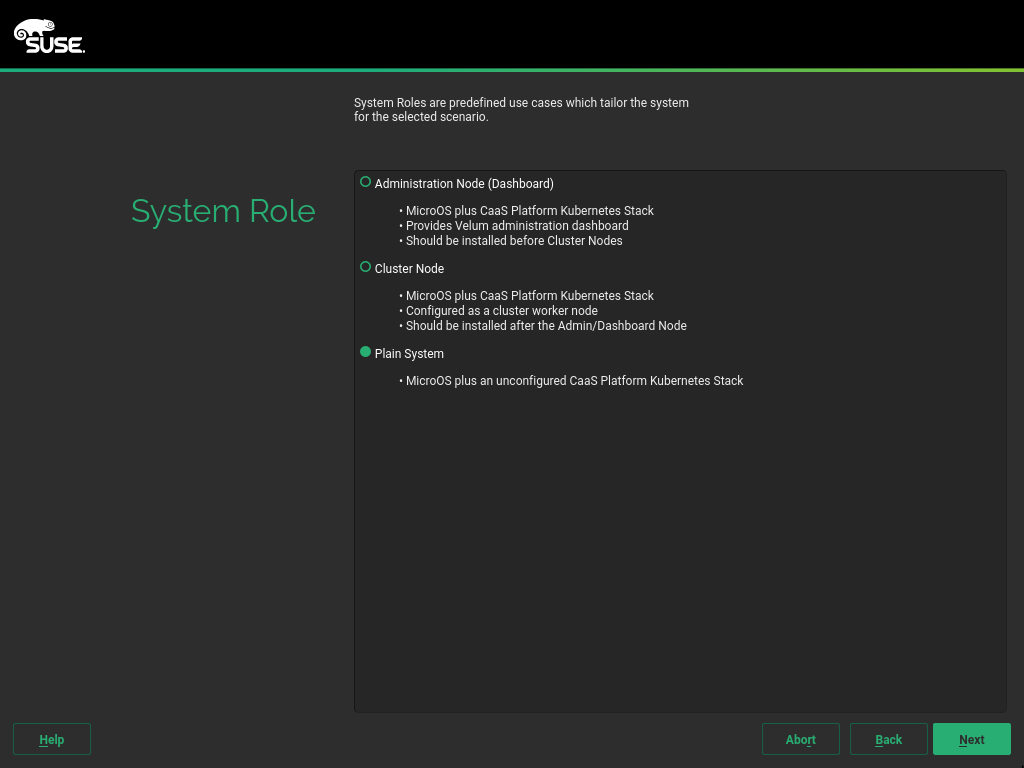 SUSE.
System Roles are predefined use cases which tailor the system
for the selected scenario.
System Role
Administration Node (Dashboard)
• MicroOS plus CaaS Platform Kubernetes Stack
• Provides Velum administration dashboard
• Should be installed before Cluster Nodes
Cluster Node
• MicroOS plus CaaS Platform Kubernetes Stack
• Configured as a cluster worker node
• Should be installed after the Admin/Dashboard Node
Plain System
• MicroOS plus an unconfigured CaaS Platform Kubernetes Stack
Help Abort Back Next